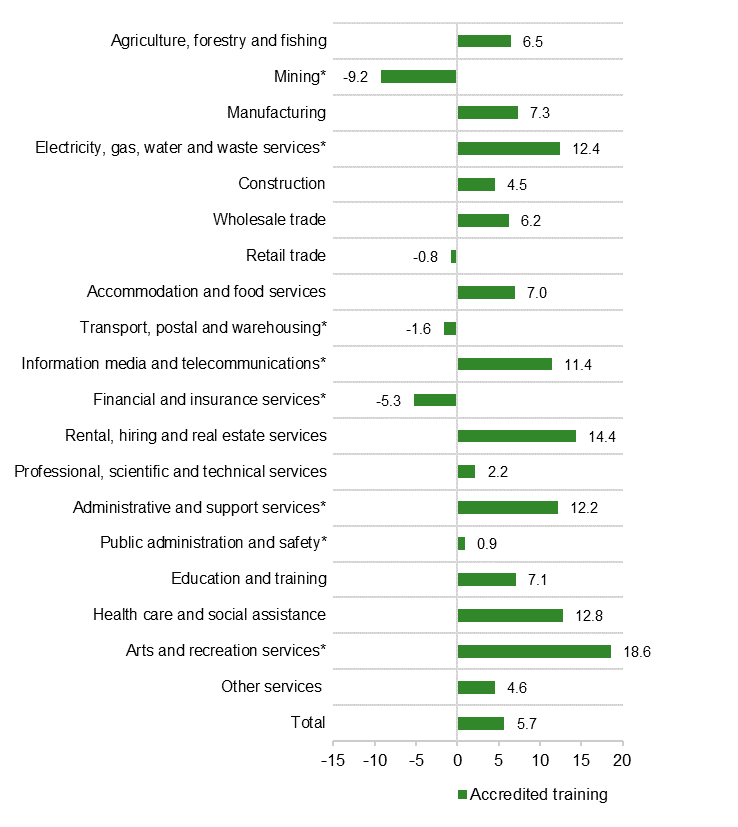 Agriculture, forestry and fishing 6.5
Mining* -9.2
Manufacturing 7.3
Electricity, gas, water and waste services* 12.4
Construction 4.5
Wholesale trade 6.2
Retail trade -0.8
Accommodation and food services 7.0
Transport, postal and warehousing* -1.6
Information media and telecommunications* 11.4
Financial and insurance services* -5.3
Rental, hiring and real estate services 14.4
Professional, scientific and technical services 2.2
Administrative and support services* 12.2
Public administration and safety* 0.9
Education and training 7.1
Health care and social assistance 12.8
Arts and recreation services* 18.6
Other services 4.6
Total 5.7
-15 -10 -5 0 5 10 15 20
Accredited training